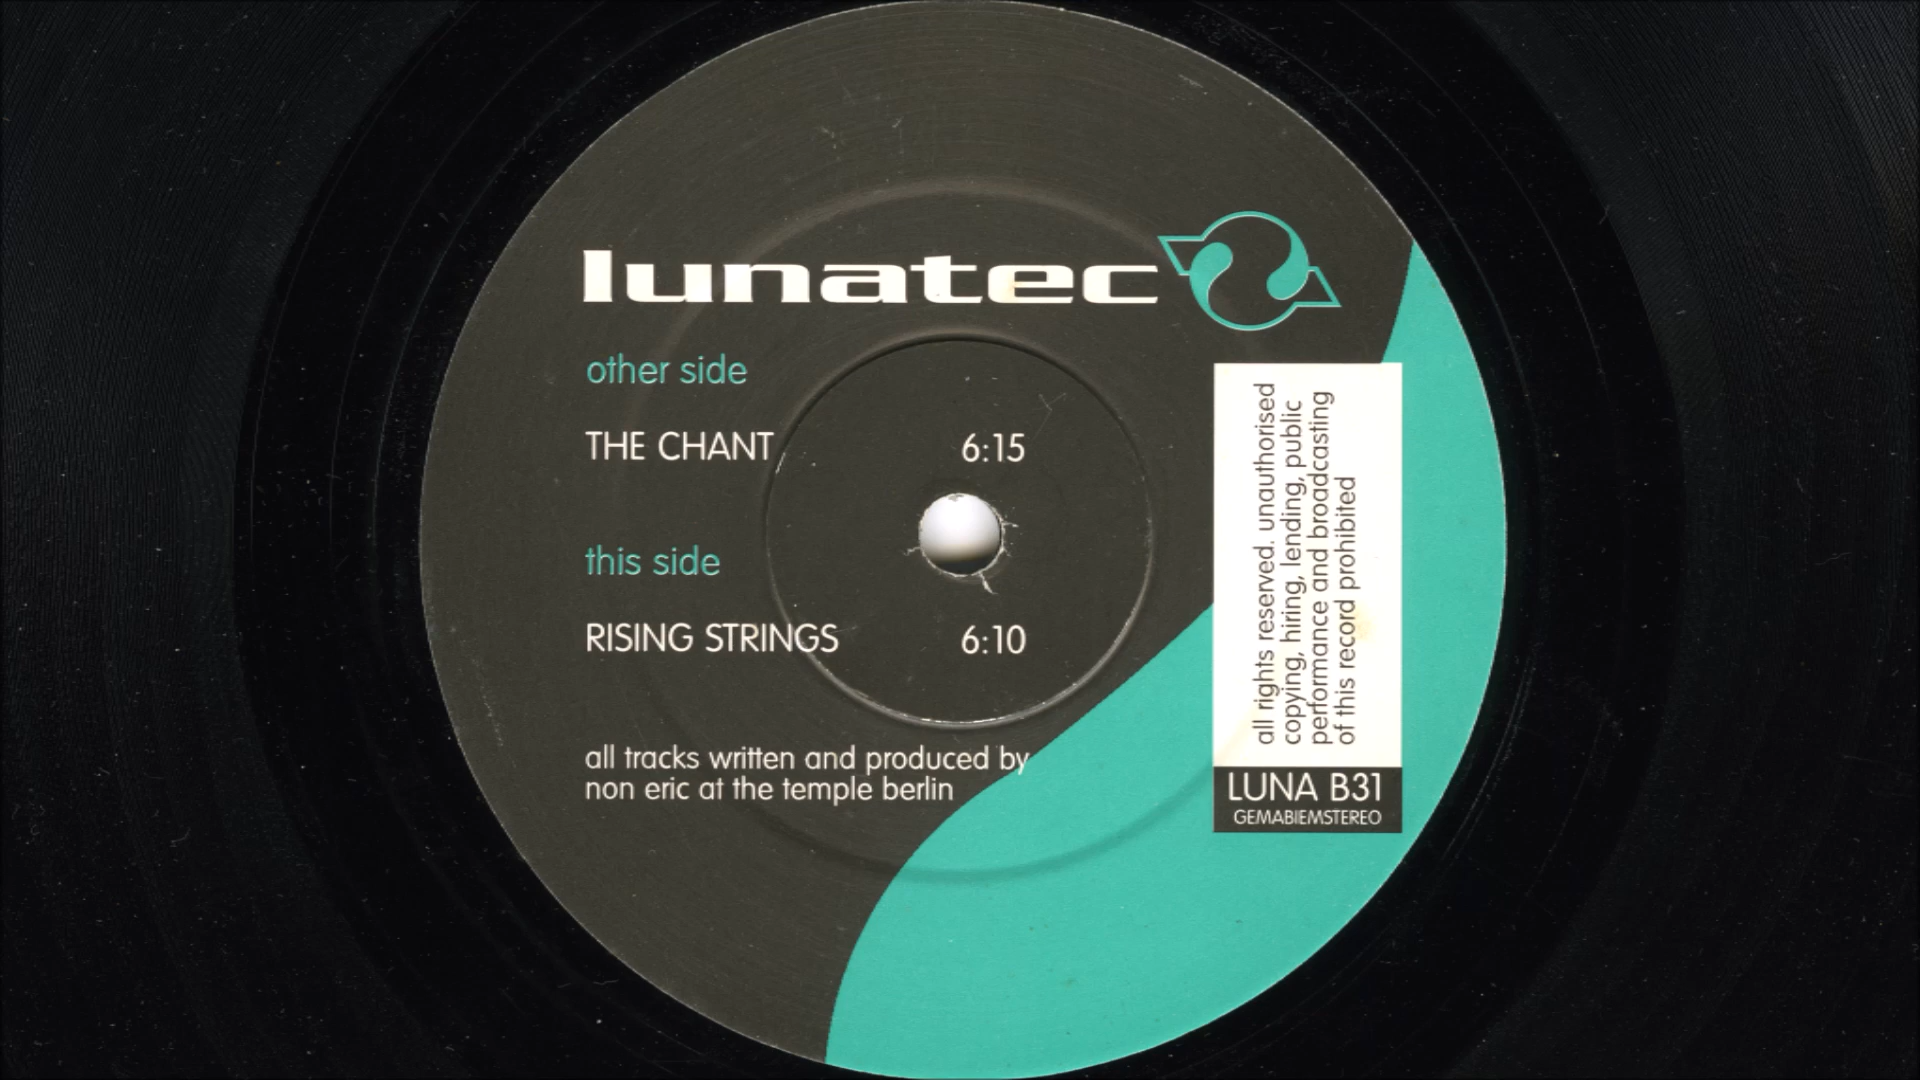 lunatec
other side
THE CHANT 6:15
this side
RISING STRINGS 6:10
all tracks written and produced by
non eric at the temple berlin
all rights reserved. unauthorised
copying, hiring, lending, public
performance and broadcasting
of this record prohibited
LUNA B31
GEMABIEMSTEREO